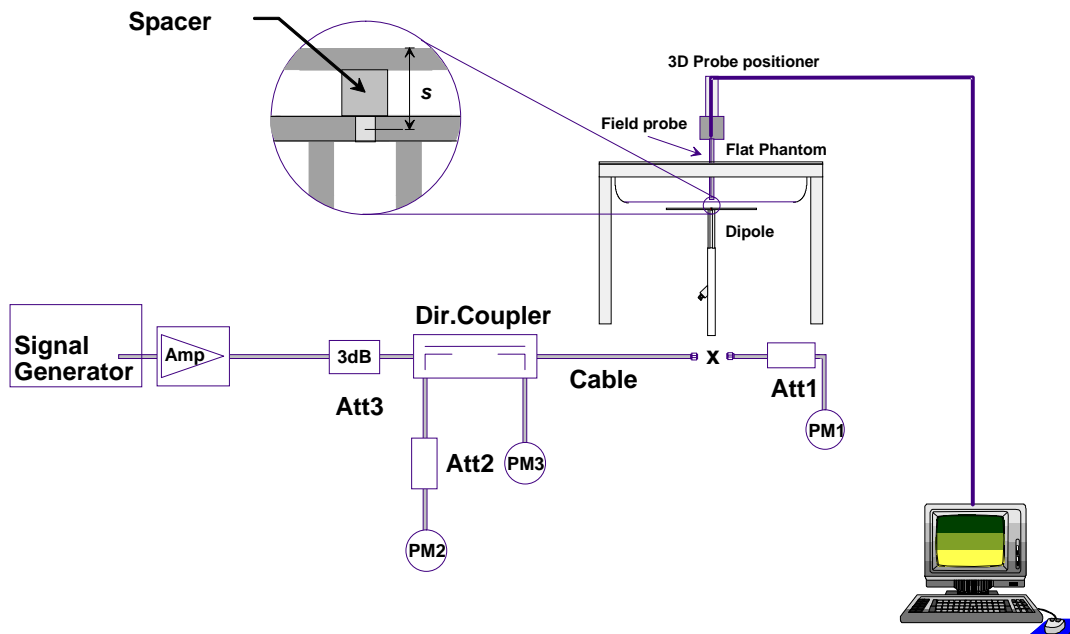 Spacer
s
3D Probe positioner
Field probe
Flat Phantom
Dipole
Signal
Generator
Amp
3dB
Att3
Dir.Coupler
Cable
x
Att1
PM1
Att2
PM3
PM2